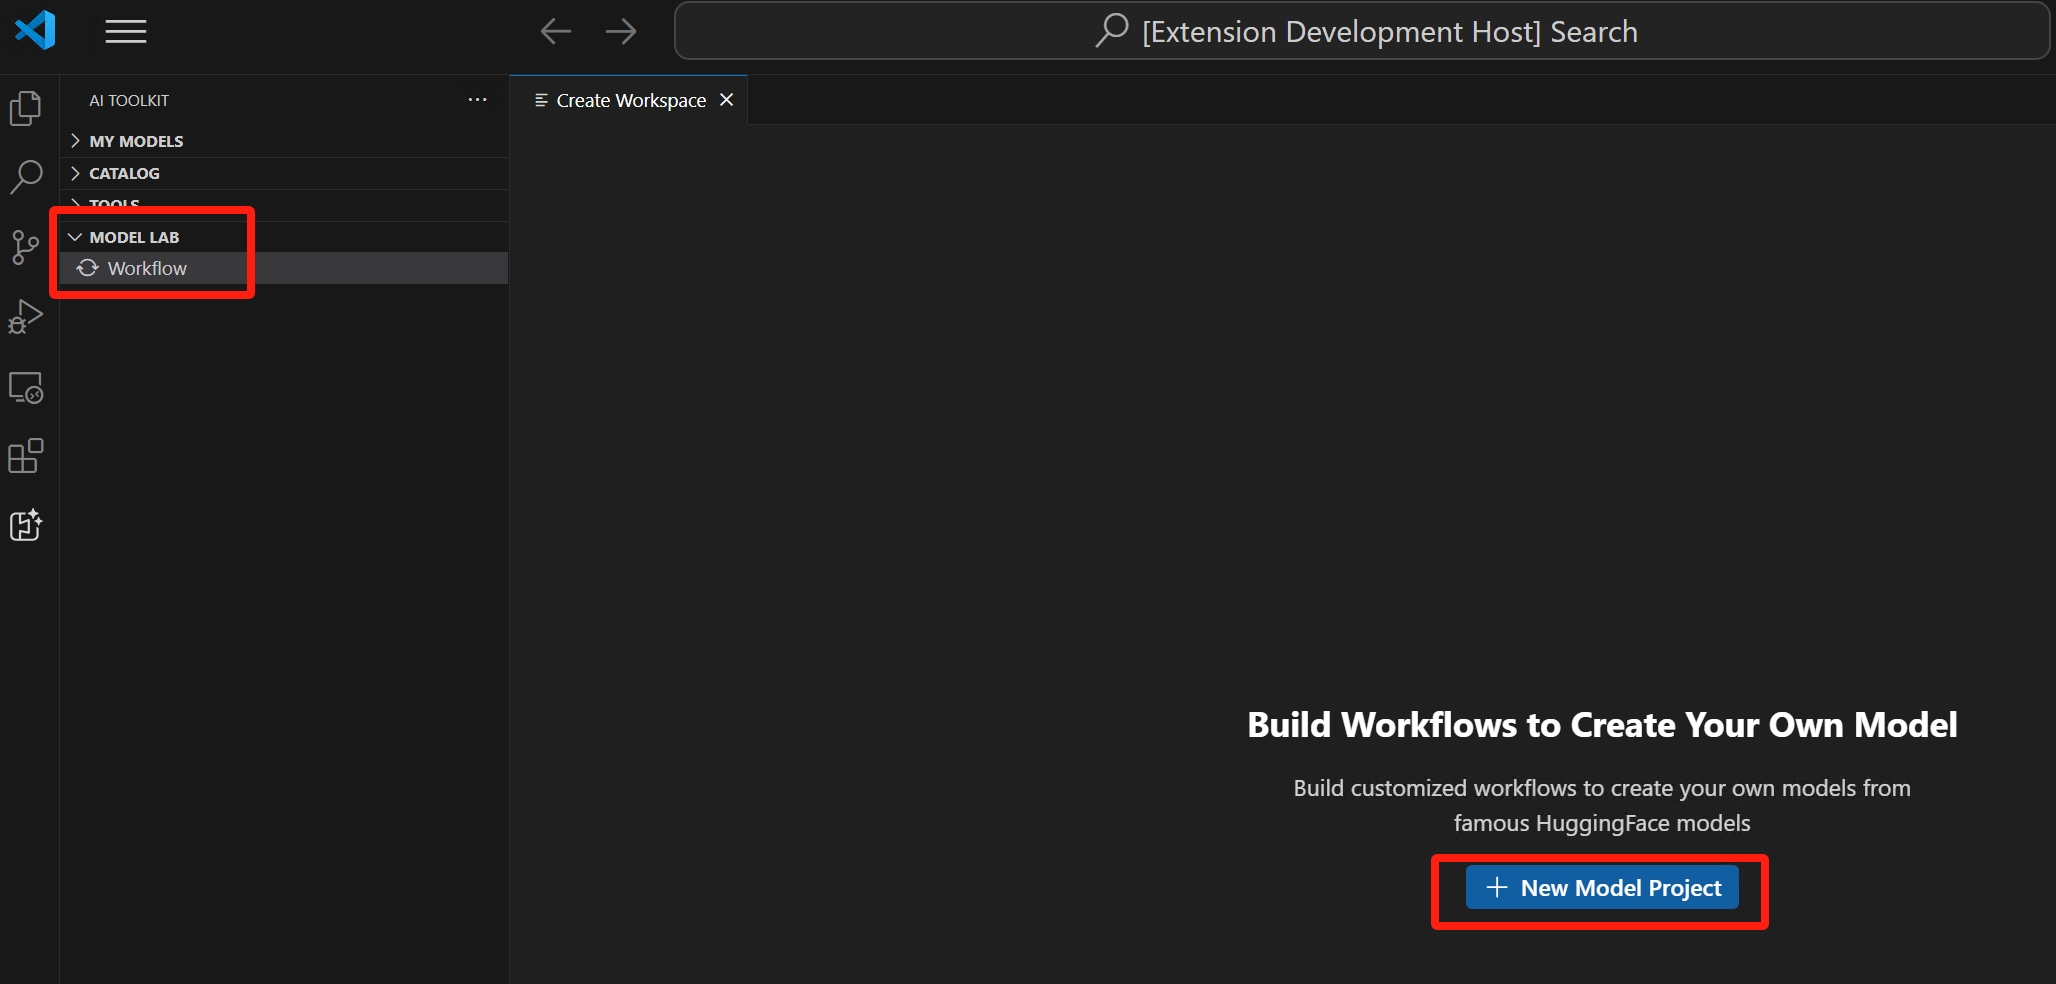 [Extension Development Host] Search
AI TOOLKIT
Create Workspace
MY MODELS
CATALOG
TOOLS
MODEL LAB
Workflow
Build Workflows to Create Your Own Model
Build customized workflows to create your own models from
famous HuggingFace models
New Model Project